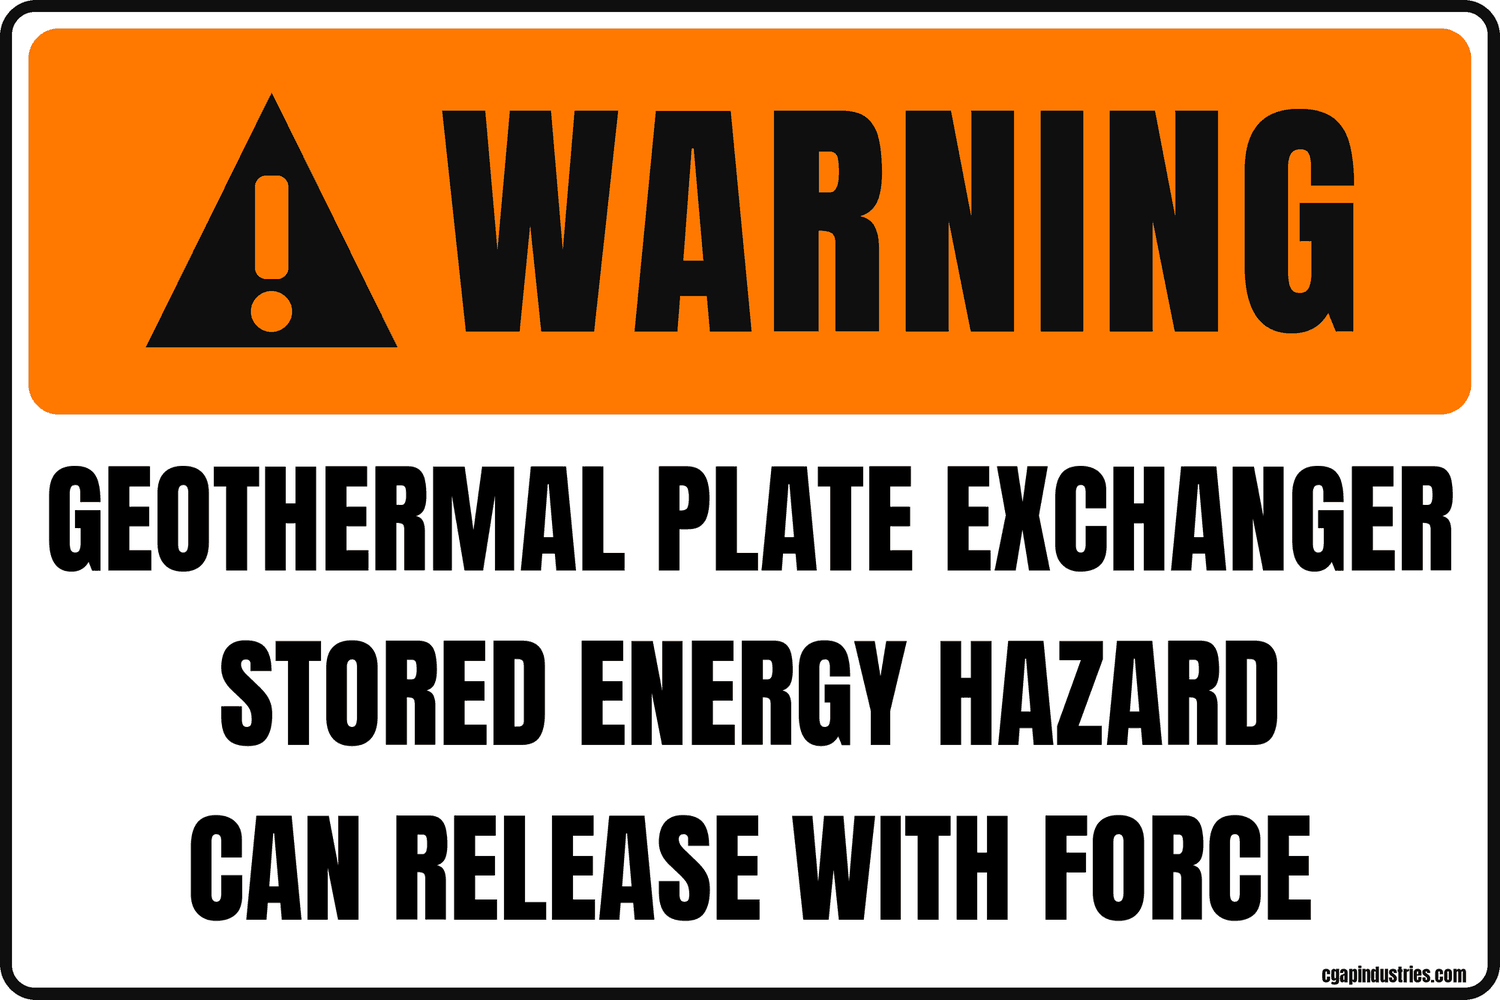 WARNING
GEOTHERMAL PLATE EXCHANGER
STORED ENERGY HAZARD
CAN RELEASE WITH FORCE
cgapindustries.com